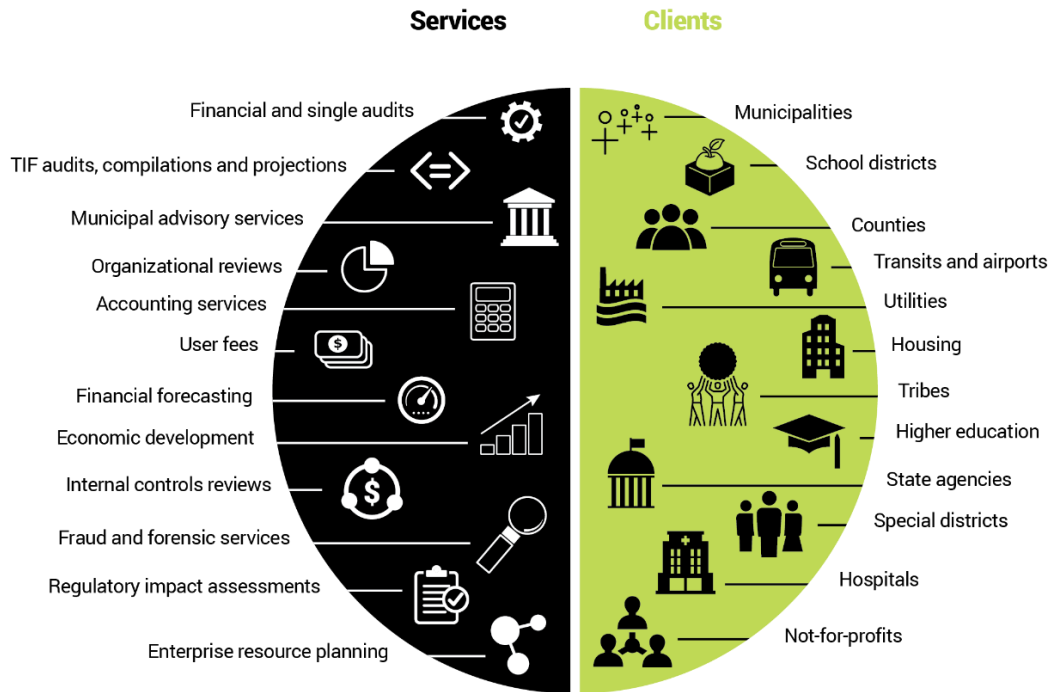 Services
Clients
Financial and single audits
TIF audits, compilations and projections
Municipal advisory services
Organizational reviews
Accounting services
User fees
Financial forecasting
Economic development
Internal controls reviews
Fraud and forensic services
Regulatory impact assessments
Enterprise resource planning
Municipalities
School districts
Counties
Transits and airports
Utilities
Housing
Tribes
Higher education
State agencies
Special districts
Hospitals
Not-for-profits